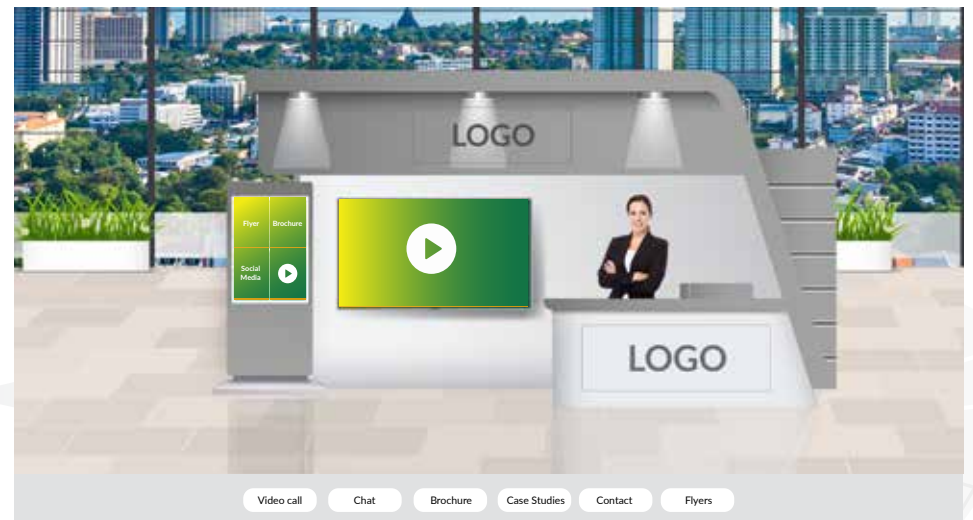 LOGO
Flyer
Brochure
Social
Media
LOGO
Video call
Chat
Brochure
Case Studies
Contact
Flyers